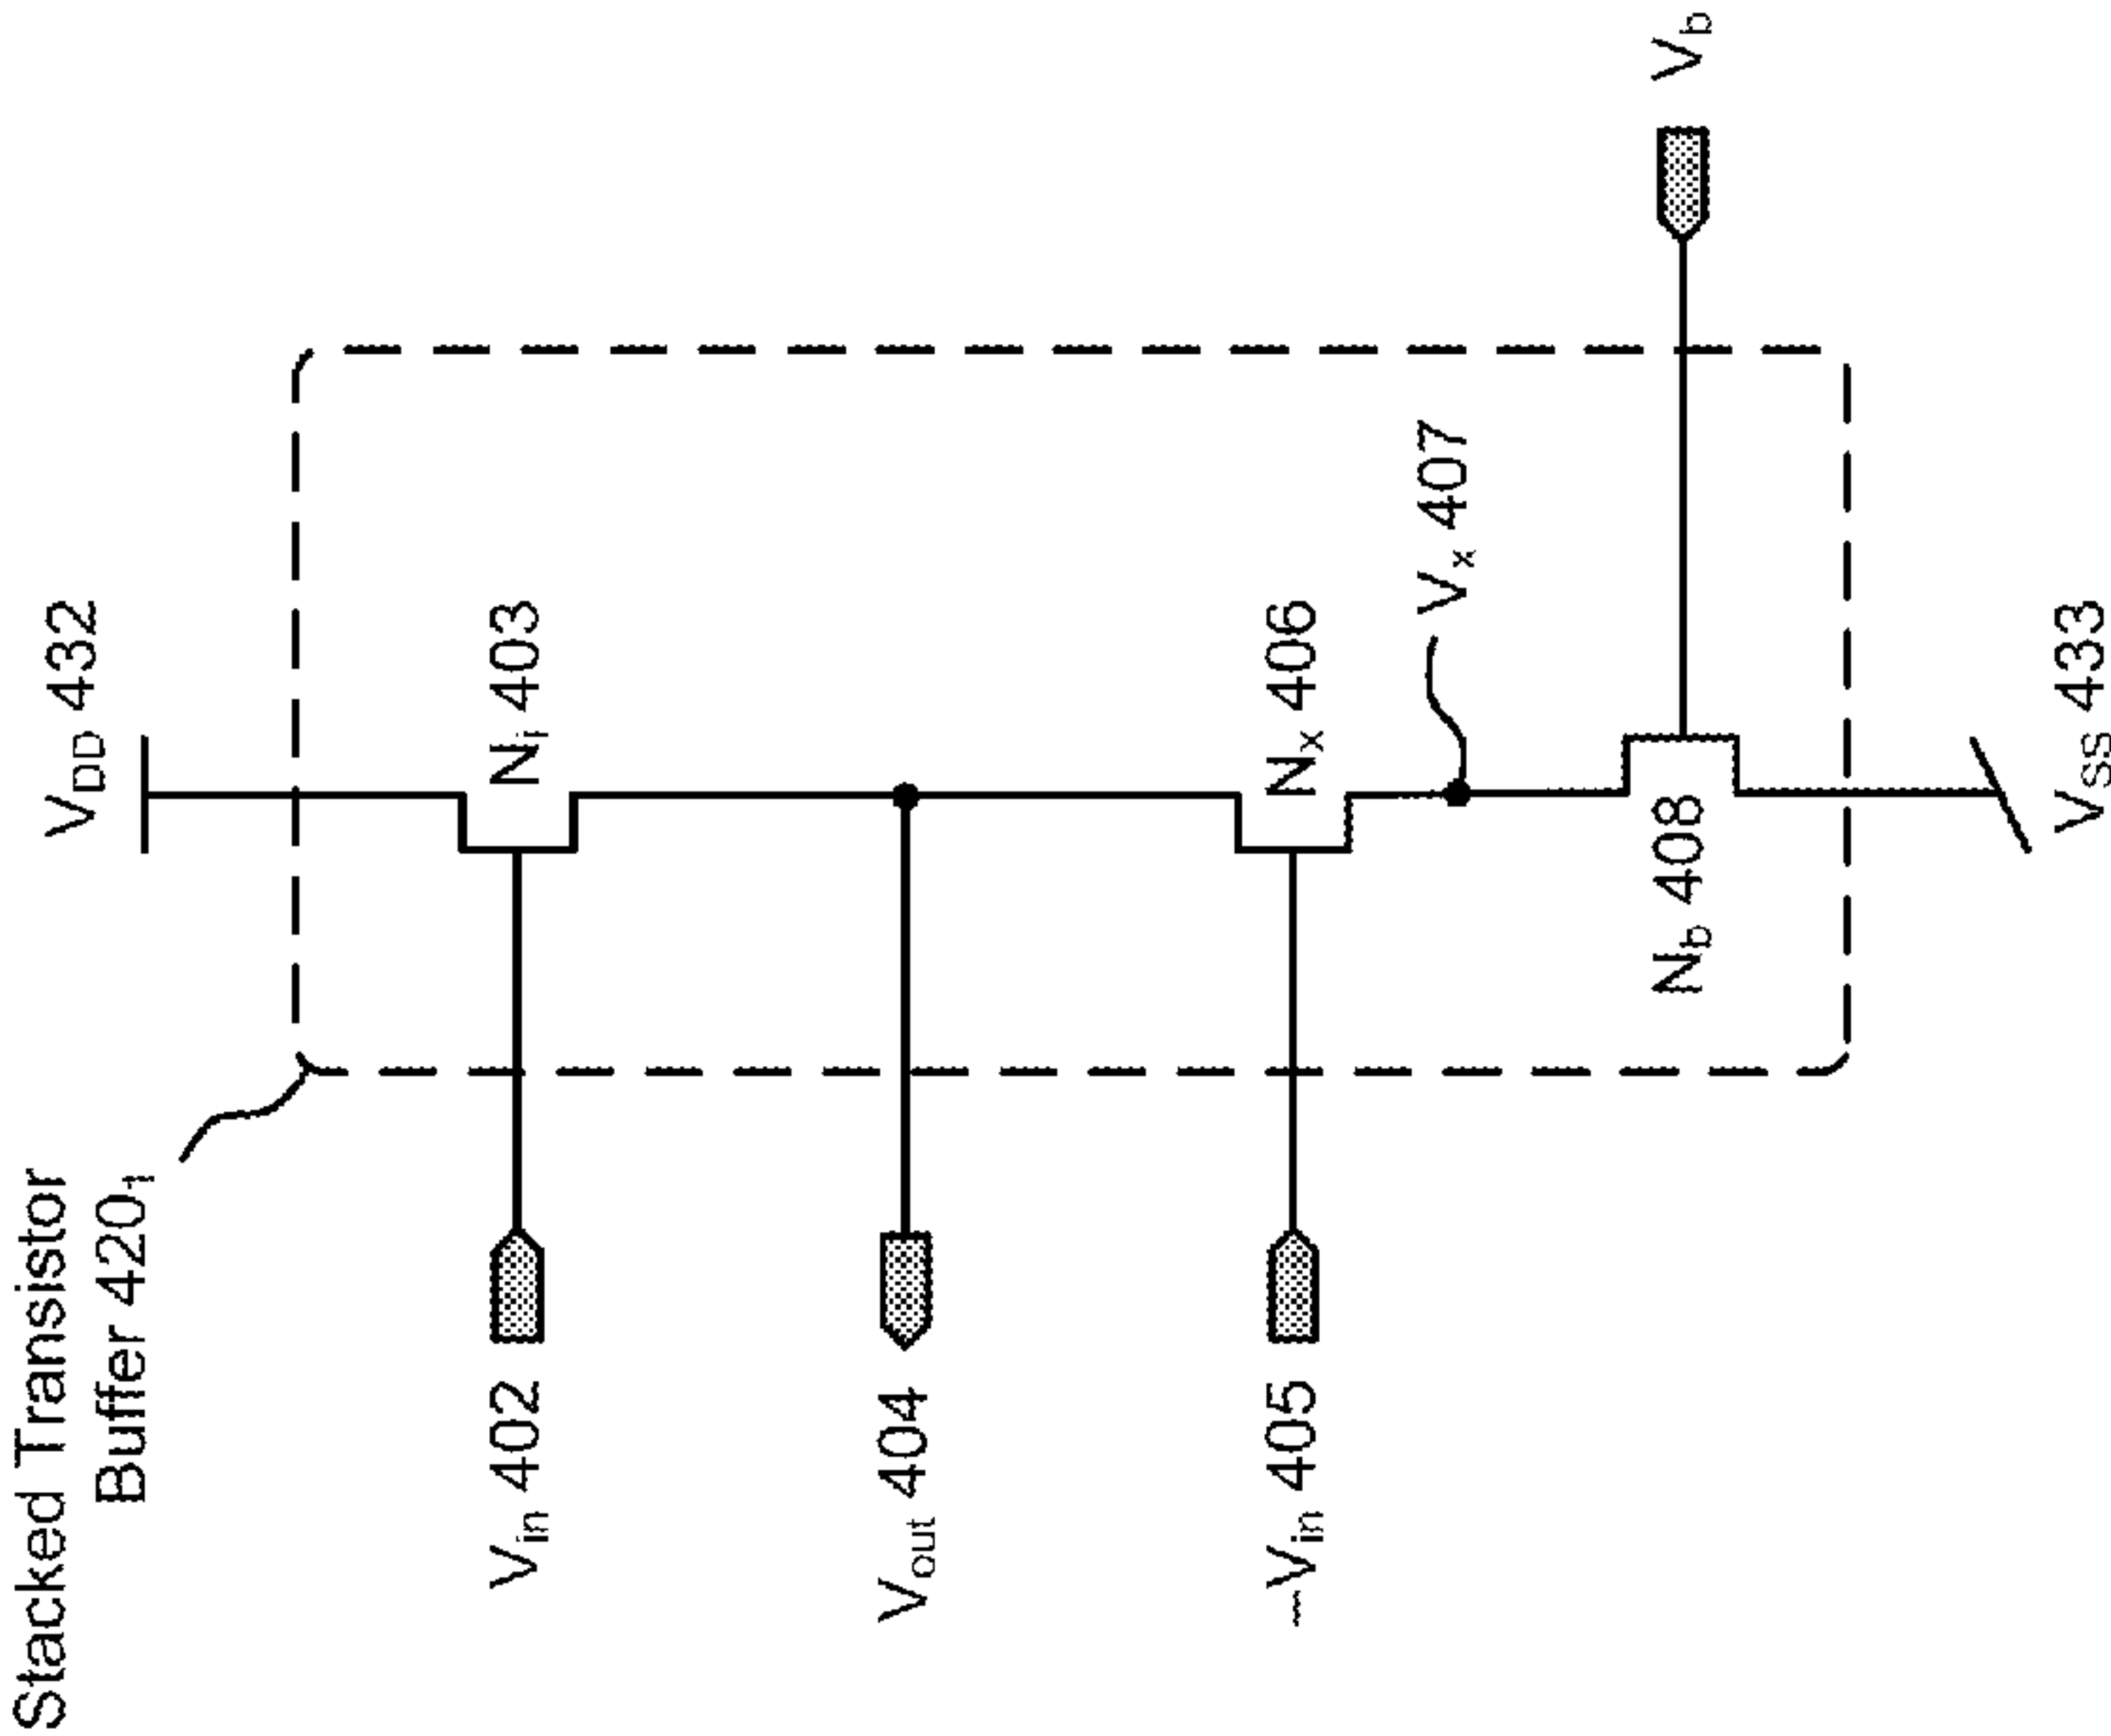 Stacked Transistor
Buffer 420₁
V_DD 432
V_in 402
N_i 403
V_out 404
~V_in 405
N_x 406
V_x 407
N_b 408
V_b
V_SS 433